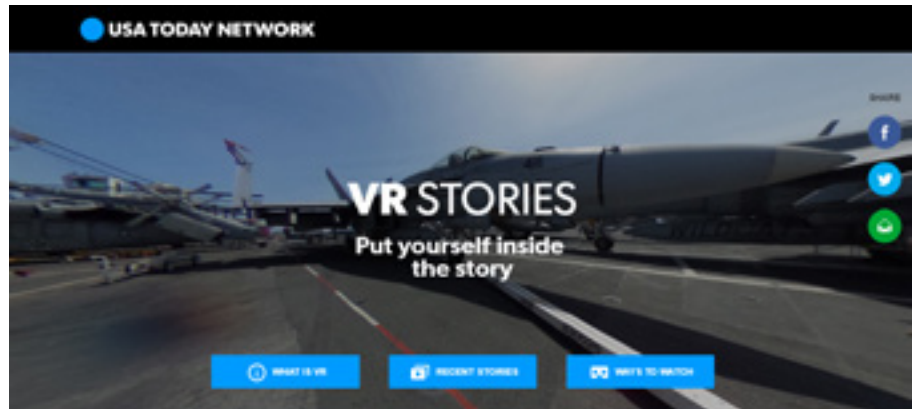 USA TODAY NETWORK
SHARE
VR STORIES
Put yourself inside
the story
WHAT IS VR
RECENT STORIES
WAYS TO WATCH